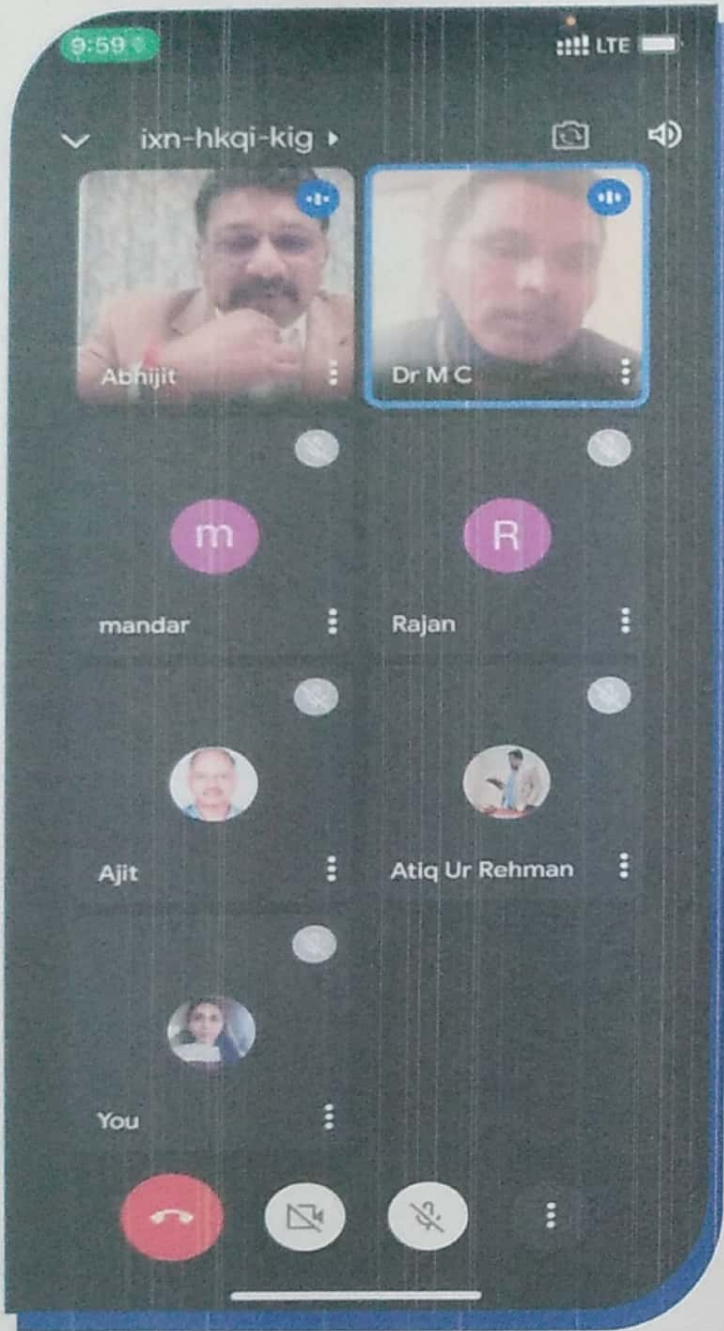 9:59
LTE
ixn-hkqi-kig
Abhijit
Dr M C
m
R
mandar
Rajan
Ajit
Atiq Ur Rehman
You